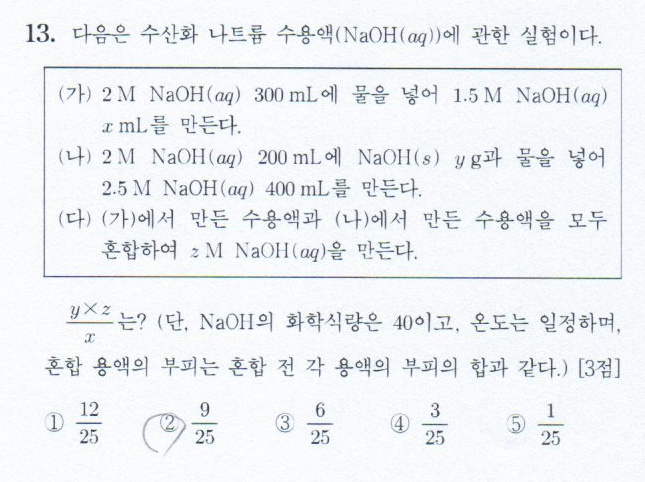 13. 다음은 수산화 나트륨 수용액(NaOH(aq))에 관한 실험이다.
(가) 2 M NaOH(aq) 300 mL에 물을 넣어 1.5 M NaOH(aq)
x mL를 만든다.
(나) 2 M NaOH(aq) 200 mL에 NaOH(s) y g과 물을 넣어
2.5 M NaOH(aq) 400 mL를 만든다.
(다) (가)에서 만든 수용액과 (나)에서 만든 수용액을 모두
혼합하여 z M NaOH(aq)을 만든다.
y×z/x 는? (단, NaOH의 화학식량은 40이고, 온도는 일정하며,
혼합 용액의 부피는 혼합 전 각 용액의 부피의 합과 같다.) [3점]
① 12/25 ② 9/25 ③ 6/25 ④ 3/25 ⑤ 1/25